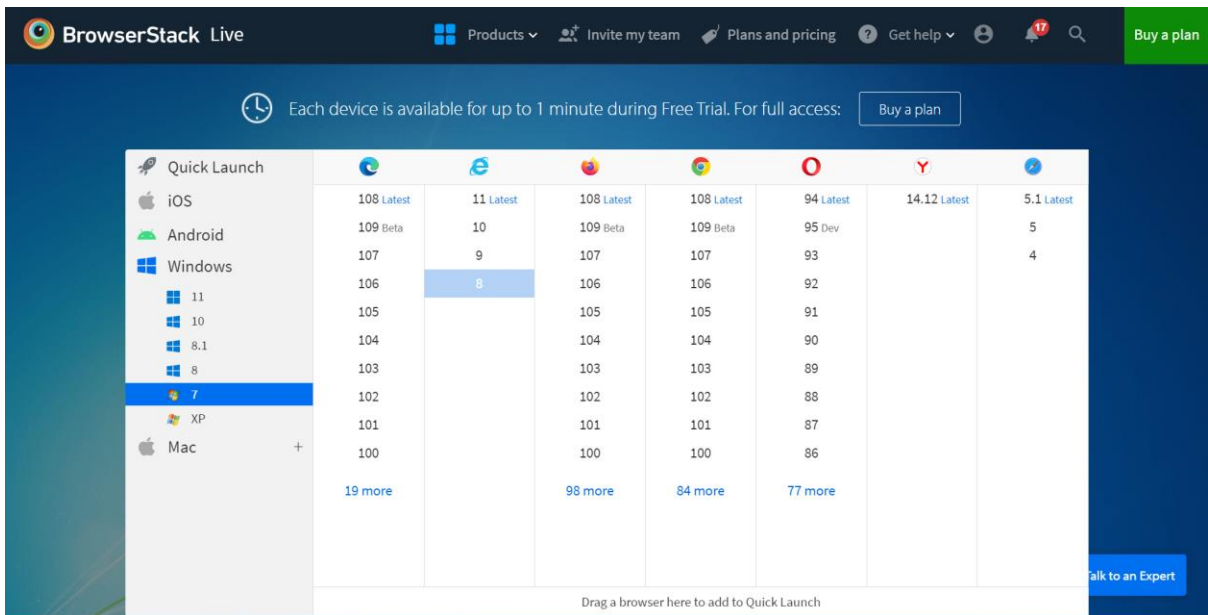 BrowserStack Live
Products
Invite my team
Plans and pricing
? Get help
17
Buy a plan
Each device is available for up to 1 minute during Free Trial. For full access:
Buy a plan
Quick Launch
iOS
108 Latest 11 Latest 108 Latest 108 Latest 94 Latest 14.12 Latest 5.1 Latest
Android
109 Beta 10 109 Beta 109 Beta 95 Dev 5
Windows
107 9 107 107 93 4
106 8 106 106 92
11
105 105 105 91
10
104 104 104 90
8.1
103 103 103 89
8
102 102 102 88
7
101 101 101 87
XP
100 100 100 86
Mac +
19 more 98 more 84 more 77 more
Talk to an Expert
Drag a browser here to add to Quick Launch